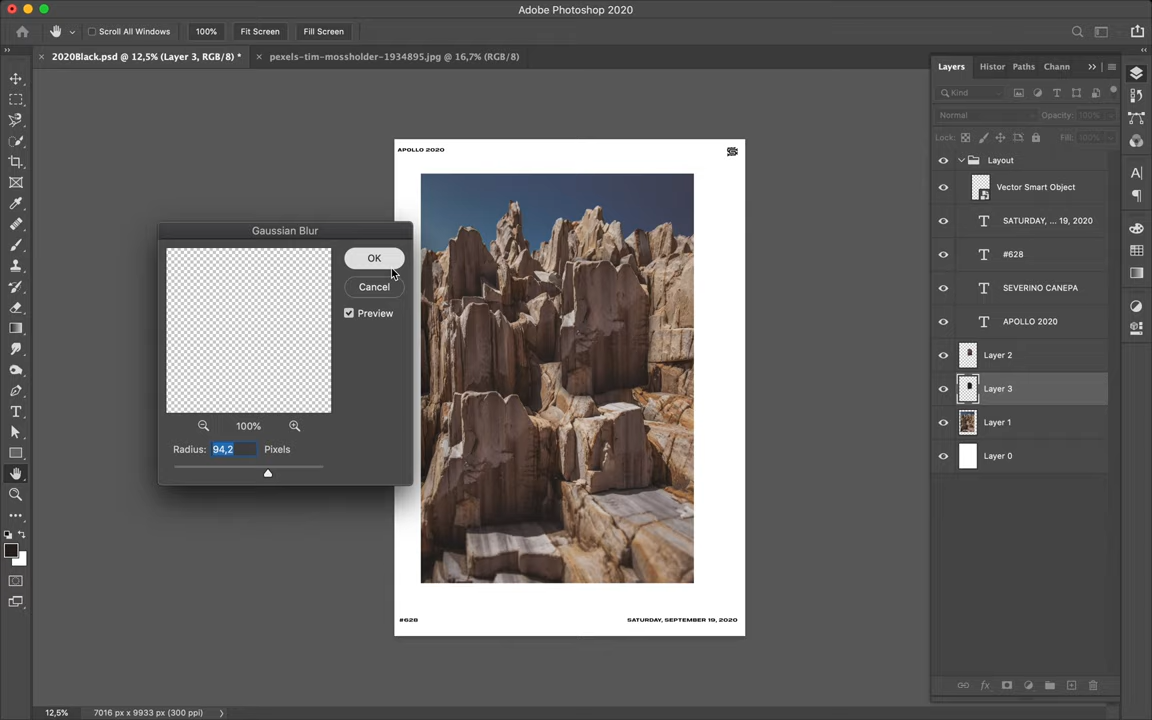 Adobe Photoshop 2020
Scroll All Windows
100%
Fit Screen
Fill Screen
2020Black.psd @ 12,5% (Layer 3, RGB/8) *
pexels-tim-mossholder-1934895.jpg @ 16,7% (RGB/8)
Layers
Histor
Paths
Chann
Kind
Normal
Opacity: 100%
Lock:
Fill: 100%
Layout
Vector Smart Object
SATURDAY, ... 19, 2020
#628
SEVERINO CANEPA
APOLLO 2020
Layer 2
Layer 3
Layer 1
Layer 0
APOLLO 2020
Gaussian Blur
OK
Cancel
Preview
100%
Radius: 94,2 Pixels
#628
SATURDAY, SEPTEMBER 19, 2020
12,5%
7016 px x 9933 px (300 ppi)